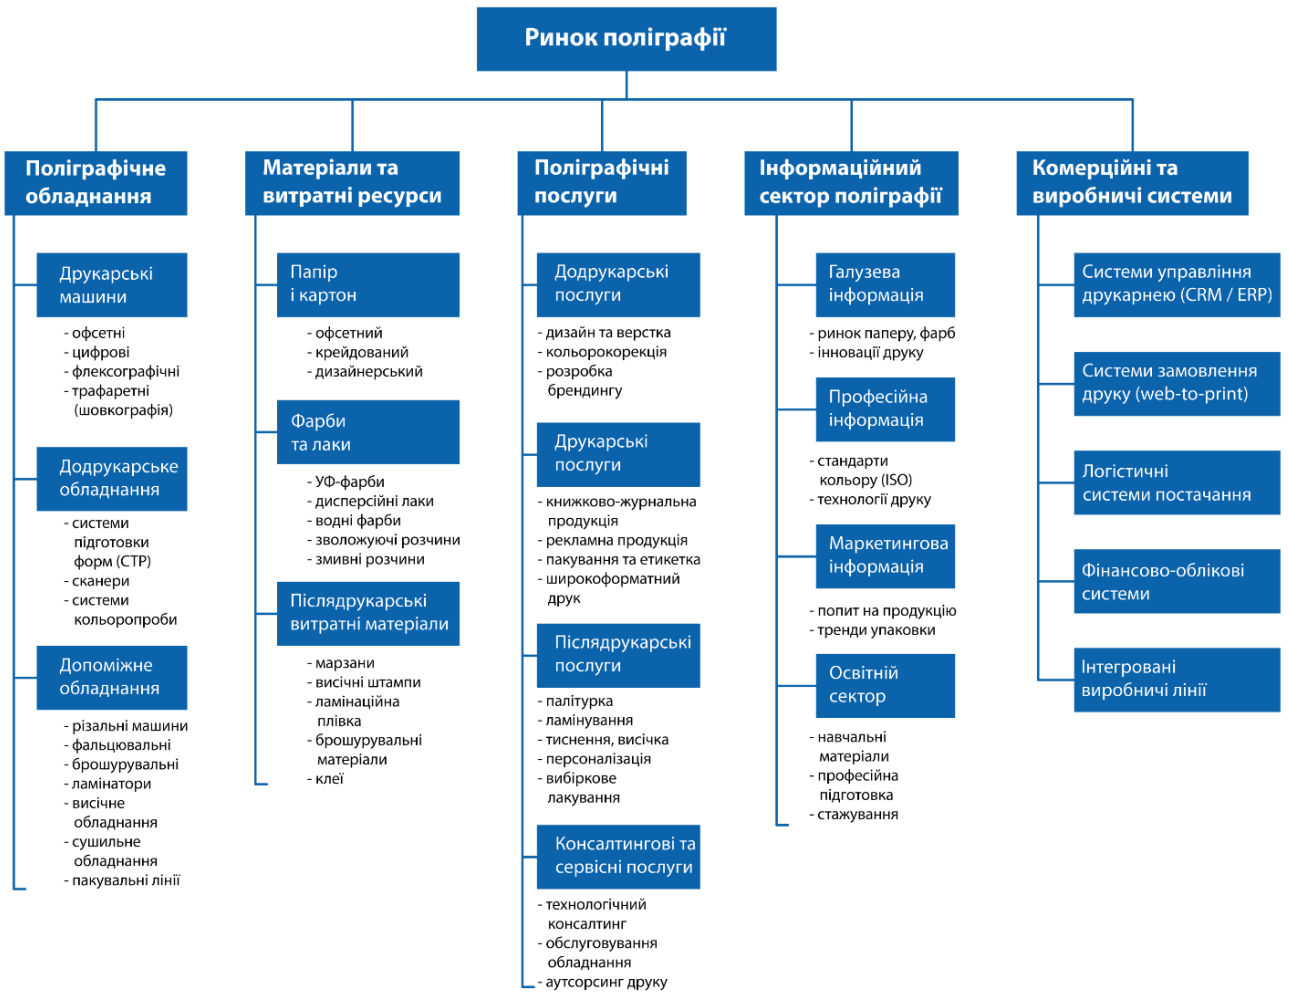 Ринок поліграфії
Поліграфічне
обладнання
Друкарські
машини
- офсетні
- цифрові
- флексографічні
- трафаретні
(шовкографія)
Додрукарське
обладнання
- системи
підготовки
форм (CTP)
- сканери
- системи
кольоропроби
Допоміжне
обладнання
- різальні машини
- фальцювальні
- брошурувальні
- ламінатори
- висічне
обладнання
- сушильне
обладнання
- пакувальні лінії
Матеріали та
витратні ресурси
Папір
і картон
- офсетний
- крейдований
- дизайнерський
Фарби
та лаки
- УФ-фарби
- дисперсійні лаки
- водні фарби
- зволожуючі розчини
- змивні розчини
Післядрукарські
витратні матеріали
- марзани
- висічні штампи
- ламінаційна
плівка
- брошурувальні
матеріали
- клеї
Поліграфічні
послуги
Додрукарські
послуги
- дизайн та верстка
- кольорокорекція
- розробка
брендингу
Друкарські
послуги
- книжково-журнальна
продукція
- рекламна продукція
- пакування та етикетка
- широкоформатний
друк
Післядрукарські
послуги
- палітурка
- ламінування
- тиснення, висічка
- персоналізація
- вибіркове
лакування
Консалтингові та
сервісні послуги
- технологічний
консалтинг
- обслуговування
обладнання
- аутсорсинг друку
Інформаційний
сектор поліграфії
Галузева
інформація
- ринок паперу, фарб
- інновації друку
Професійна
інформація
- стандарти
кольору (ISO)
- технології друку
Маркетингова
інформація
- попит на продукцію
- тренди упаковки
Освітній
сектор
- навчальні
матеріали
- професійна
підготовка
- стажування
Комерційні та
виробничі системи
Системи управління
друкарнею (CRM / ERP)
Системи замовлення
друку (web-to-print)
Логістичні
системи постачання
Фінансово-облікові
системи
Інтегровані
виробничі лінії